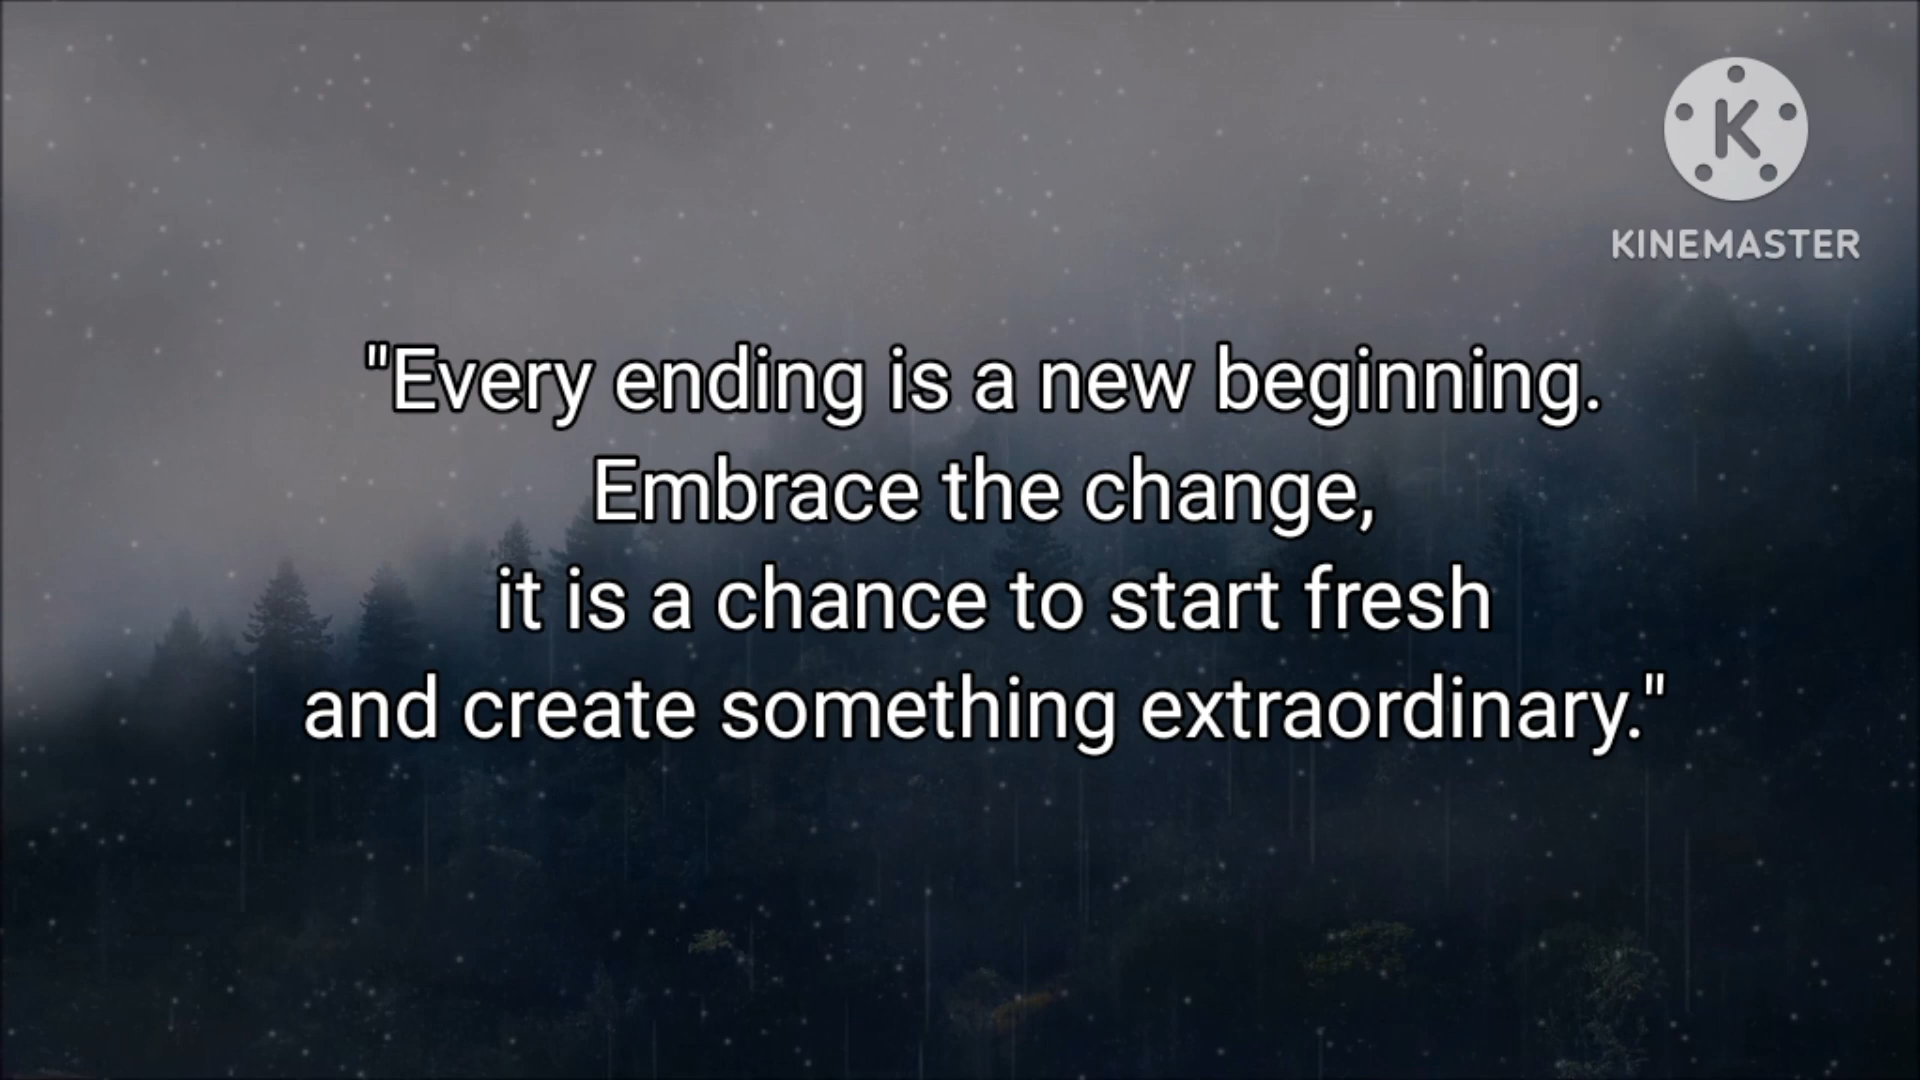 K
KINEMASTER
"Every ending is a new beginning.
Embrace the change,
it is a chance to start fresh
and create something extraordinary."